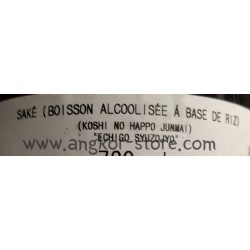 SAKÉ (BOISSON ALCOOLISÉE À BASE DE RIZ)
(KOSHI NO HAPPO JUNMAI)
"ECHIGO SYUZOJYO"
www.angkor-store.com